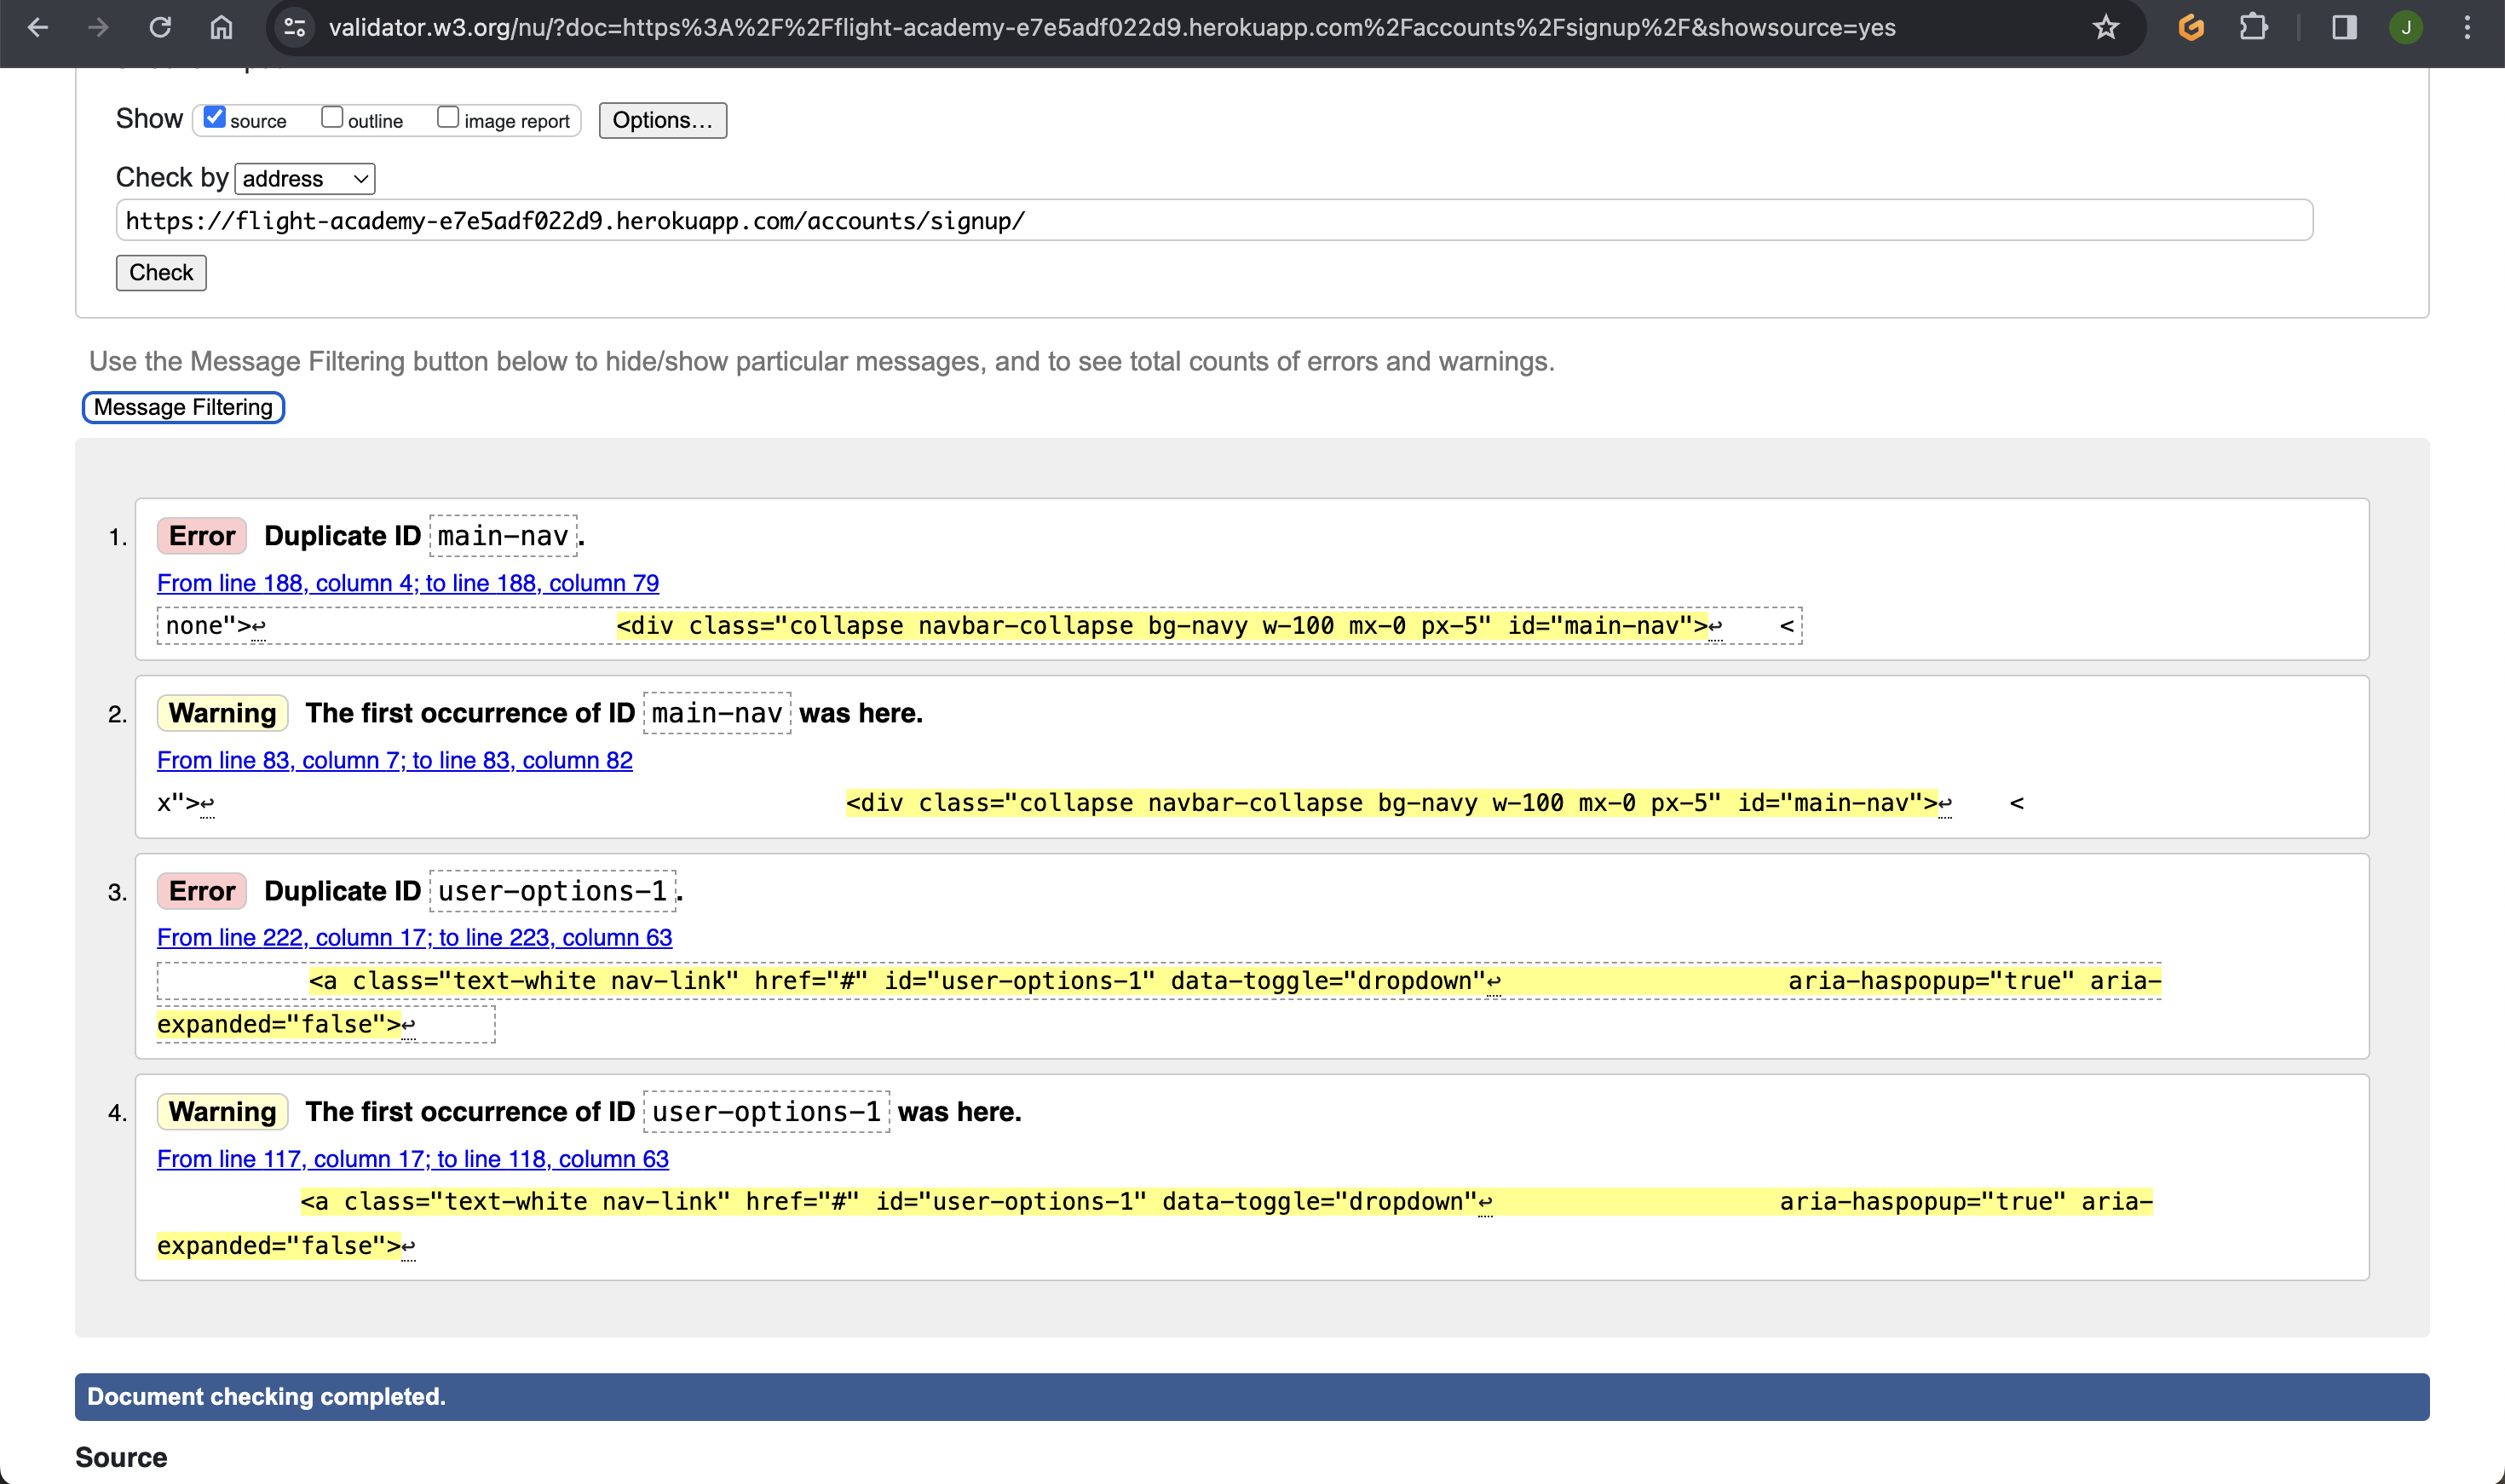 validator.w3.org/nu/?doc=https%3A%2F%2Fflight-academy-e7e5adf022d9.herokuapp.com%2Faccounts%2Fsignup%2F&showsource=yes
J
Show source outline image report Options...
Check by address
https://flight-academy-e7e5adf022d9.herokuapp.com/accounts/signup/
Check
Use the Message Filtering button below to hide/show particular messages, and to see total counts of errors and warnings.
Message Filtering
1. Error Duplicate ID main-nav.
From line 188, column 4; to line 188, column 79
none">↩ <div class="collapse navbar-collapse bg-navy w-100 mx-0 px-5" id="main-nav">↩ <
2. Warning The first occurrence of ID main-nav was here.
From line 83, column 7; to line 83, column 82
x">↩ <div class="collapse navbar-collapse bg-navy w-100 mx-0 px-5" id="main-nav">↩ <
3. Error Duplicate ID user-options-1.
From line 222, column 17; to line 223, column 63
<a class="text-white nav-link" href="#" id="user-options-1" data-toggle="dropdown"↩ aria-haspopup="true" aria-
expanded="false">↩
4. Warning The first occurrence of ID user-options-1 was here.
From line 117, column 17; to line 118, column 63
<a class="text-white nav-link" href="#" id="user-options-1" data-toggle="dropdown"↩ aria-haspopup="true" aria-
expanded="false">↩
Document checking completed.
Source